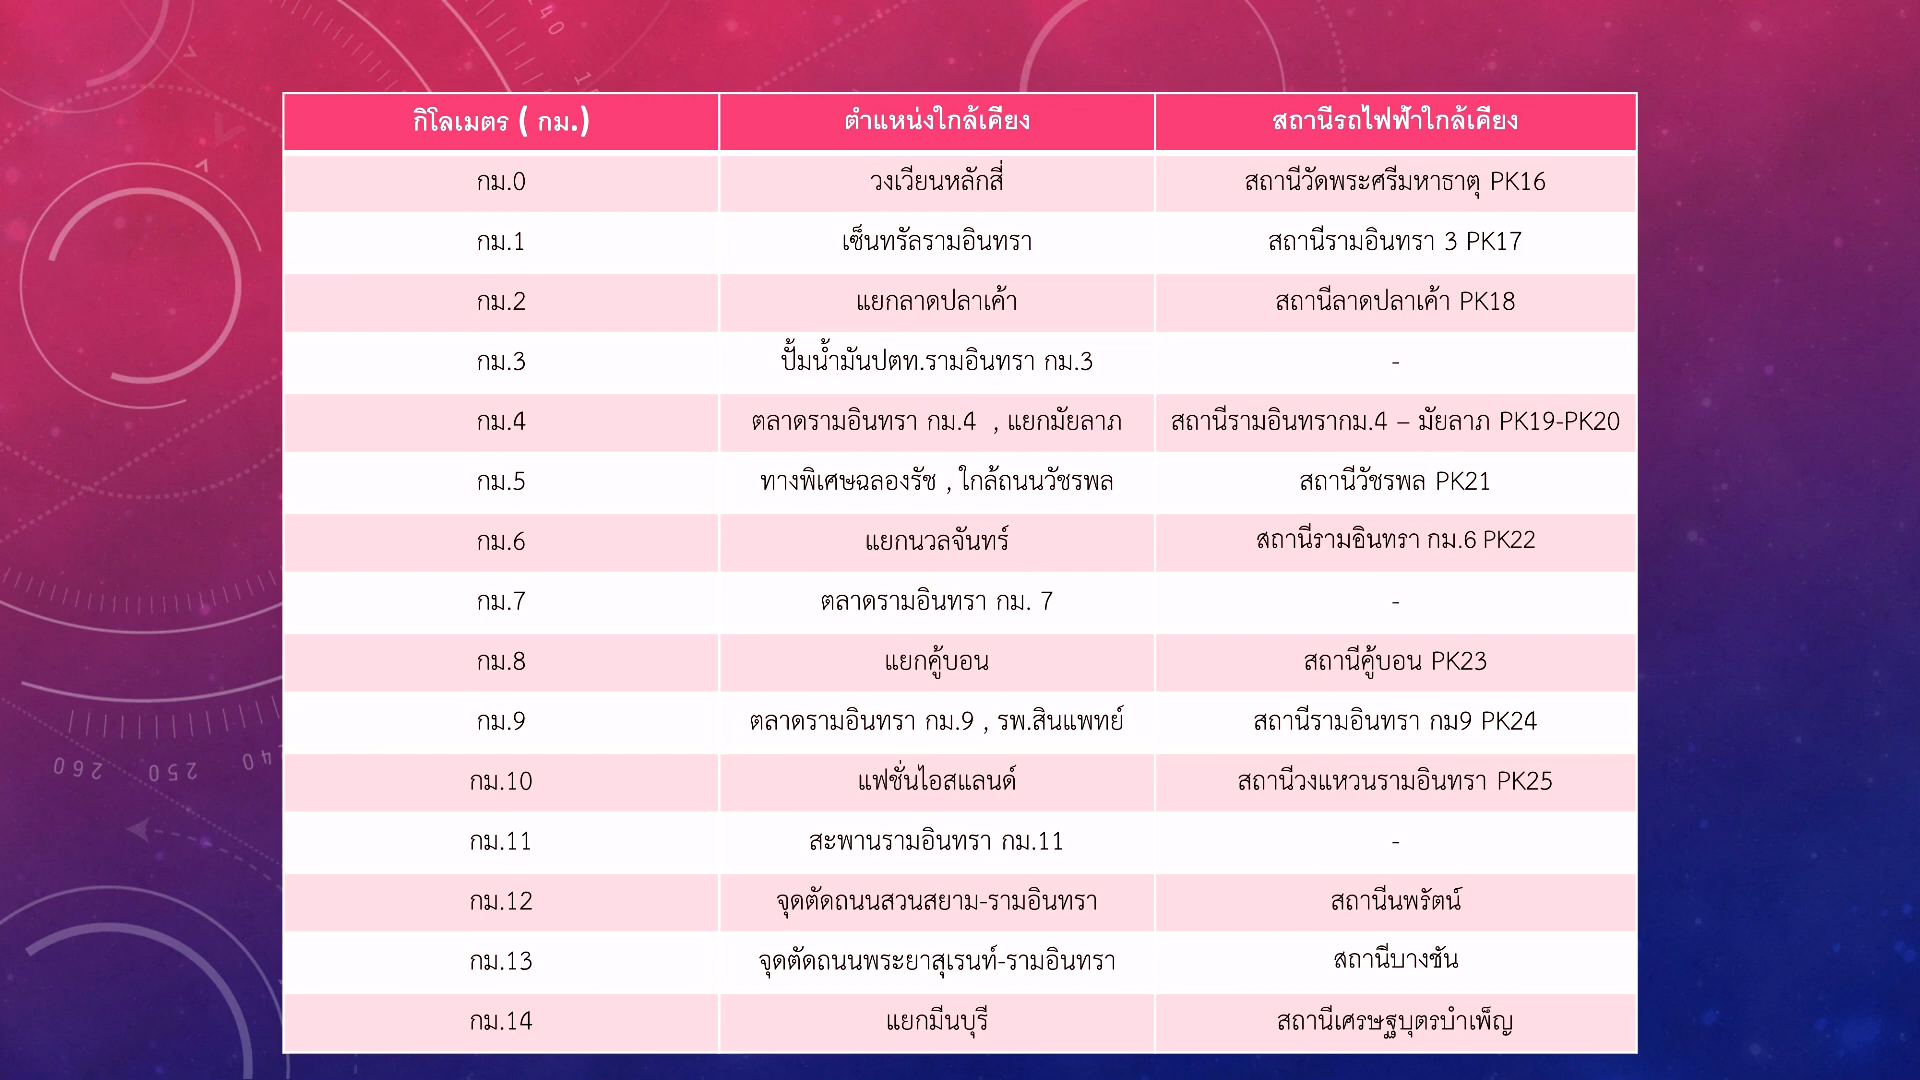 กิโลเมตร ( กม.) ตำแหน่งใกล้เคียง สถานีรถไฟฟ้าใกล้เคียง
กม.0 วงเวียนหลักสี่ สถานีวัดพระศรีมหาธาตุ PK16
กม.1 เซ็นทรัลรามอินทรา สถานีรามอินทรา 3 PK17
กม.2 แยกลาดปลาเค้า สถานีลาดปลาเค้า PK18
กม.3 ปั้มน้ำมันปตท.รามอินทรา กม.3 -
กม.4 ตลาดรามอินทรา กม.4 , แยกมัยลาภ สถานีรามอินทรากม.4 – มัยลาภ PK19-PK20
กม.5 ทางพิเศษฉลองรัช , ใกล้ถนนวัชรพล สถานีวัชรพล PK21
กม.6 แยกนวลจันทร์ สถานีรามอินทรา กม.6 PK22
กม.7 ตลาดรามอินทรา กม. 7 -
กม.8 แยกคู้บอน สถานีคู้บอน PK23
กม.9 ตลาดรามอินทรา กม.9 , รพ.สินแพทย์ สถานีรามอินทรา กม9 PK24
กม.10 แฟชั่นไอสแลนด์ สถานีวงแหวนรามอินทรา PK25
กม.11 สะพานรามอินทรา กม.11 -
กม.12 จุดตัดถนนสวนสยาม-รามอินทรา สถานีนพรัตน์
กม.13 จุดตัดถนนพระยาสุเรนท์-รามอินทรา สถานีบางชัน
กม.14 แยกมีนบุรี สถานีเศรษฐบุตรบำเพ็ญ
260 250 240
140